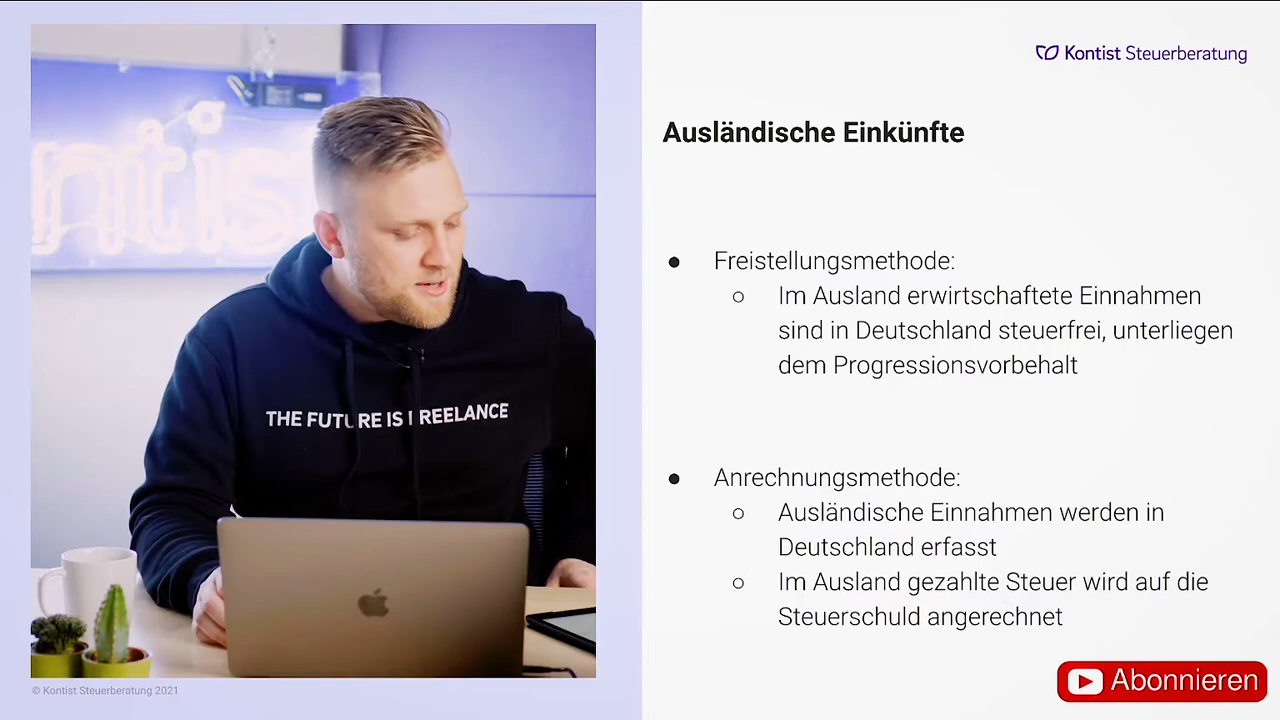 Kontist Steuerberatung
Ausländische Einkünfte
● Freistellungsmethode:
○ Im Ausland erwirtschaftete Einnahmen
sind in Deutschland steuerfrei, unterliegen
dem Progressionsvorbehalt
● Anrechnungsmethode:
○ Ausländische Einnahmen werden in
Deutschland erfasst
○ Im Ausland gezahlte Steuer wird auf die
Steuerschuld angerechnet
THE FUTURE IS FREELANCE
© Kontist Steuerberatung 2021
Abonnieren